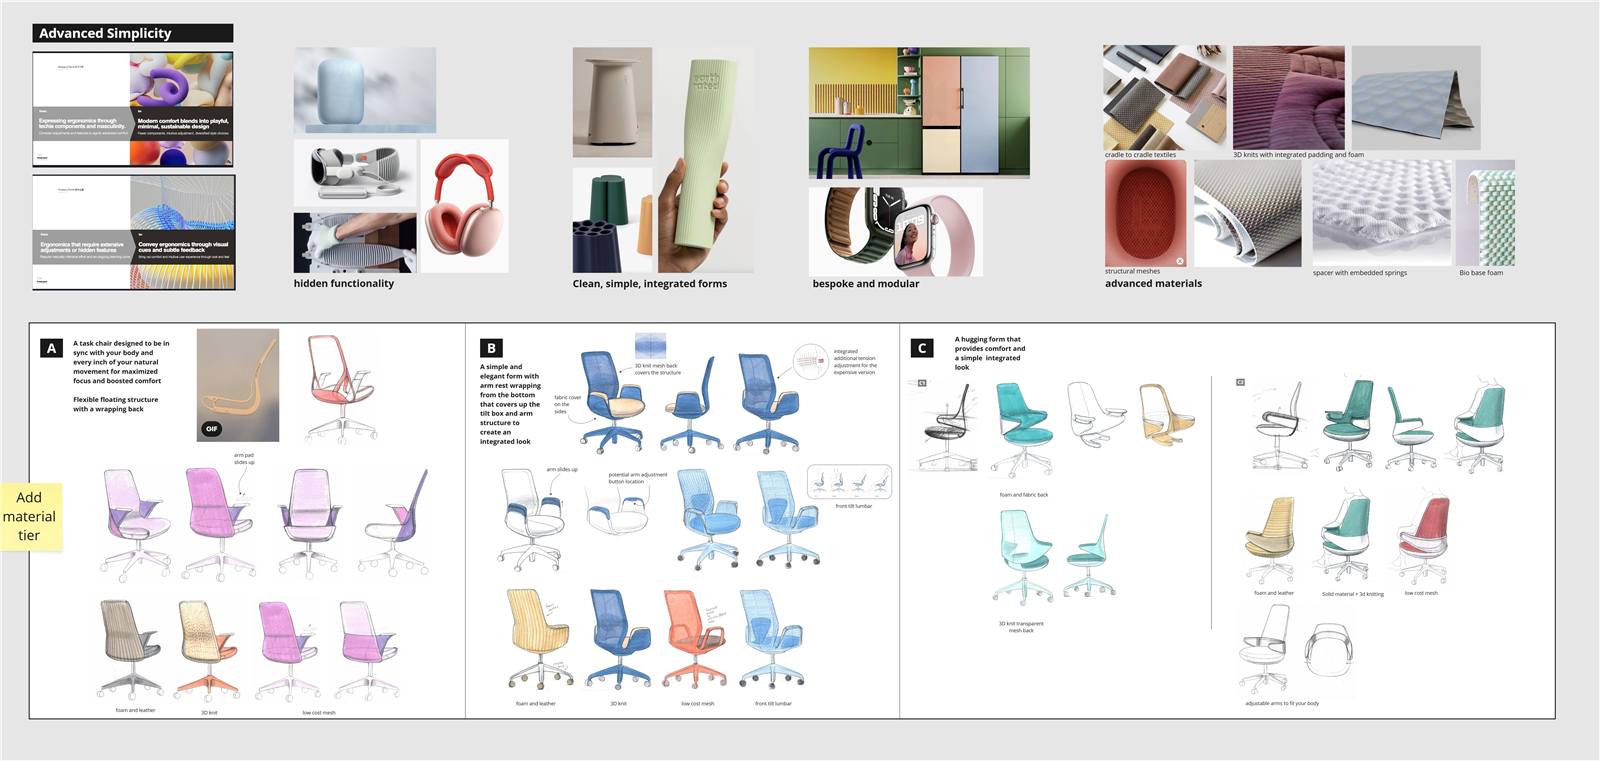 Advanced Simplicity
Expressing ergonomics through
techie components and masculinity.
Modern comfort blends into playful,
minimal, sustainable design
Ergonomics that require extensive
adjustments or hidden features
Convey ergonomics through visual
cues and subtle feedback
hidden functionality
Clean, simple, integrated forms
bespoke and modular
cradle to cradle textiles
3D knits with integrated padding and foam
structural meshes
spacer with embedded springs
Bio base foam
advanced materials
Add
material
tier
A
A task chair designed to be in
sync with your body and
every inch of your natural
movement for maximized
focus and boosted comfort
Flexible floating structure
with a wrapping back
GIF
arm pad
slides up
foam and leather
3D knit
low cost mesh
B
A simple and
elegant form with
arm rest wrapping
from the bottom
that covers up the
tilt box and arm
structure to
create an
integrated look
3D knit mesh back
covers the structure
fabric cover
on the
sides
integrated
additional tension
adjustment for the
expensive version
arm slides up
potential arm adjustment
button location
front tilt lumbar
foam and leather
3D knit
low cost mesh
front tilt lumbar
C
A hugging form that
provides comfort and
a simple integrated
look
C1
foam and fabric back
3D knit transparent
mesh back
C2
foam and leather
Solid material + 3d knitting
low cost mesh
adjustable arms to fit your body